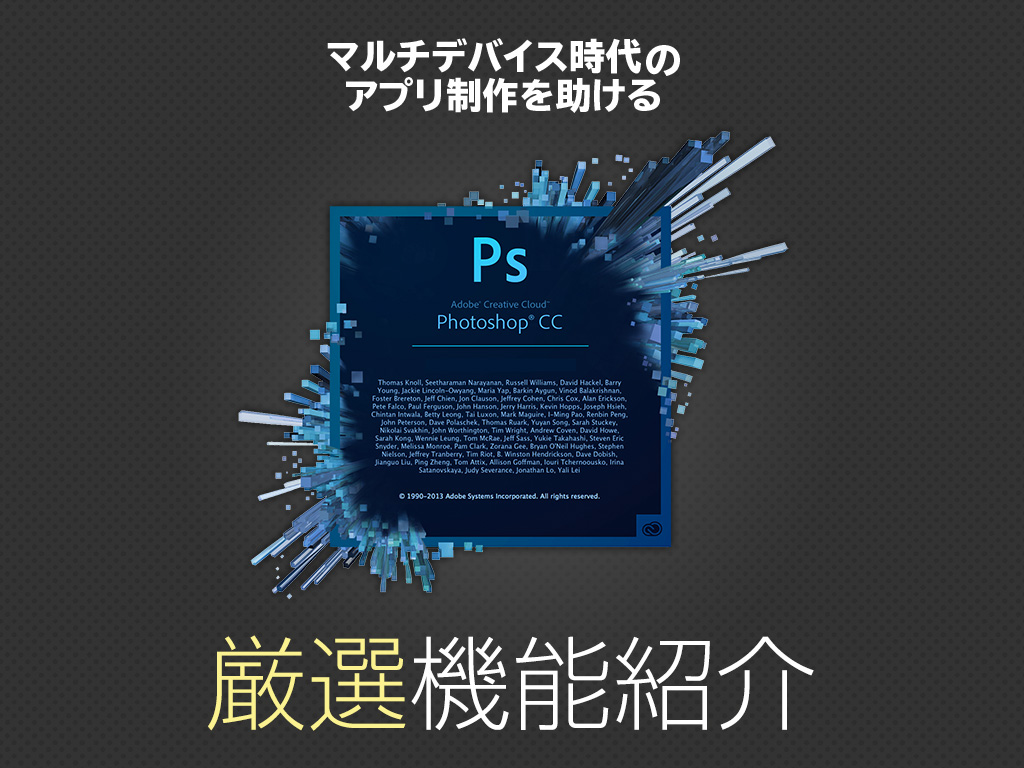 マルチデバイス時代の
アプリ制作を助ける
Ps
Adobe® Creative Cloud™
Photoshop® CC
Thomas Knoll, Seetharaman Narayanan, Russell Williams, David Hackel, Barry
Young, Jackie Lincoln-Owyang, Maria Yap, Barkin Aygun, Vinod Balakrishnan,
Foster Brereton, Jeff Chien, Jon Clauson, Jeffrey Cohen, Chris Cox, Alan Erickson,
Pete Falco, Paul Ferguson, John Hanson, Jerry Harris, Kevin Hopps, Joseph Hsieh,
Chintan Intwala, Betty Leong, Tai Luxon, Mark Maguire, I-Ming Pao, Renbin Peng,
John Peterson, Dave Polaschek, Thomas Ruark, Yuyan Song, Sarah Stuckey,
Nikolai Svakhin, John Worthington, Tim Wright, Andrew Coven, David Howe,
Sarah Kong, Wennie Leung, Tom McRae, Jeff Sass, Yukie Takahashi, Steven Eric
Snyder, Melissa Monroe, Pam Clark, Zorana Gee, Bryan O'Neil Hughes, Stephen
Nielson, Jeffrey Tranberry, Tim Riot, B. Winston Hendrickson, Dave Dobish,
Jianguo Liu, Ping Zheng, Tom Attix, Allison Goffman, Iouri Tchernoousko, Irina
Satanovskaya, Judy Severance, Jonathan Lo, Yali Lei
© 1990-2013 Adobe Systems Incorporated. All rights reserved.
厳選機能紹介